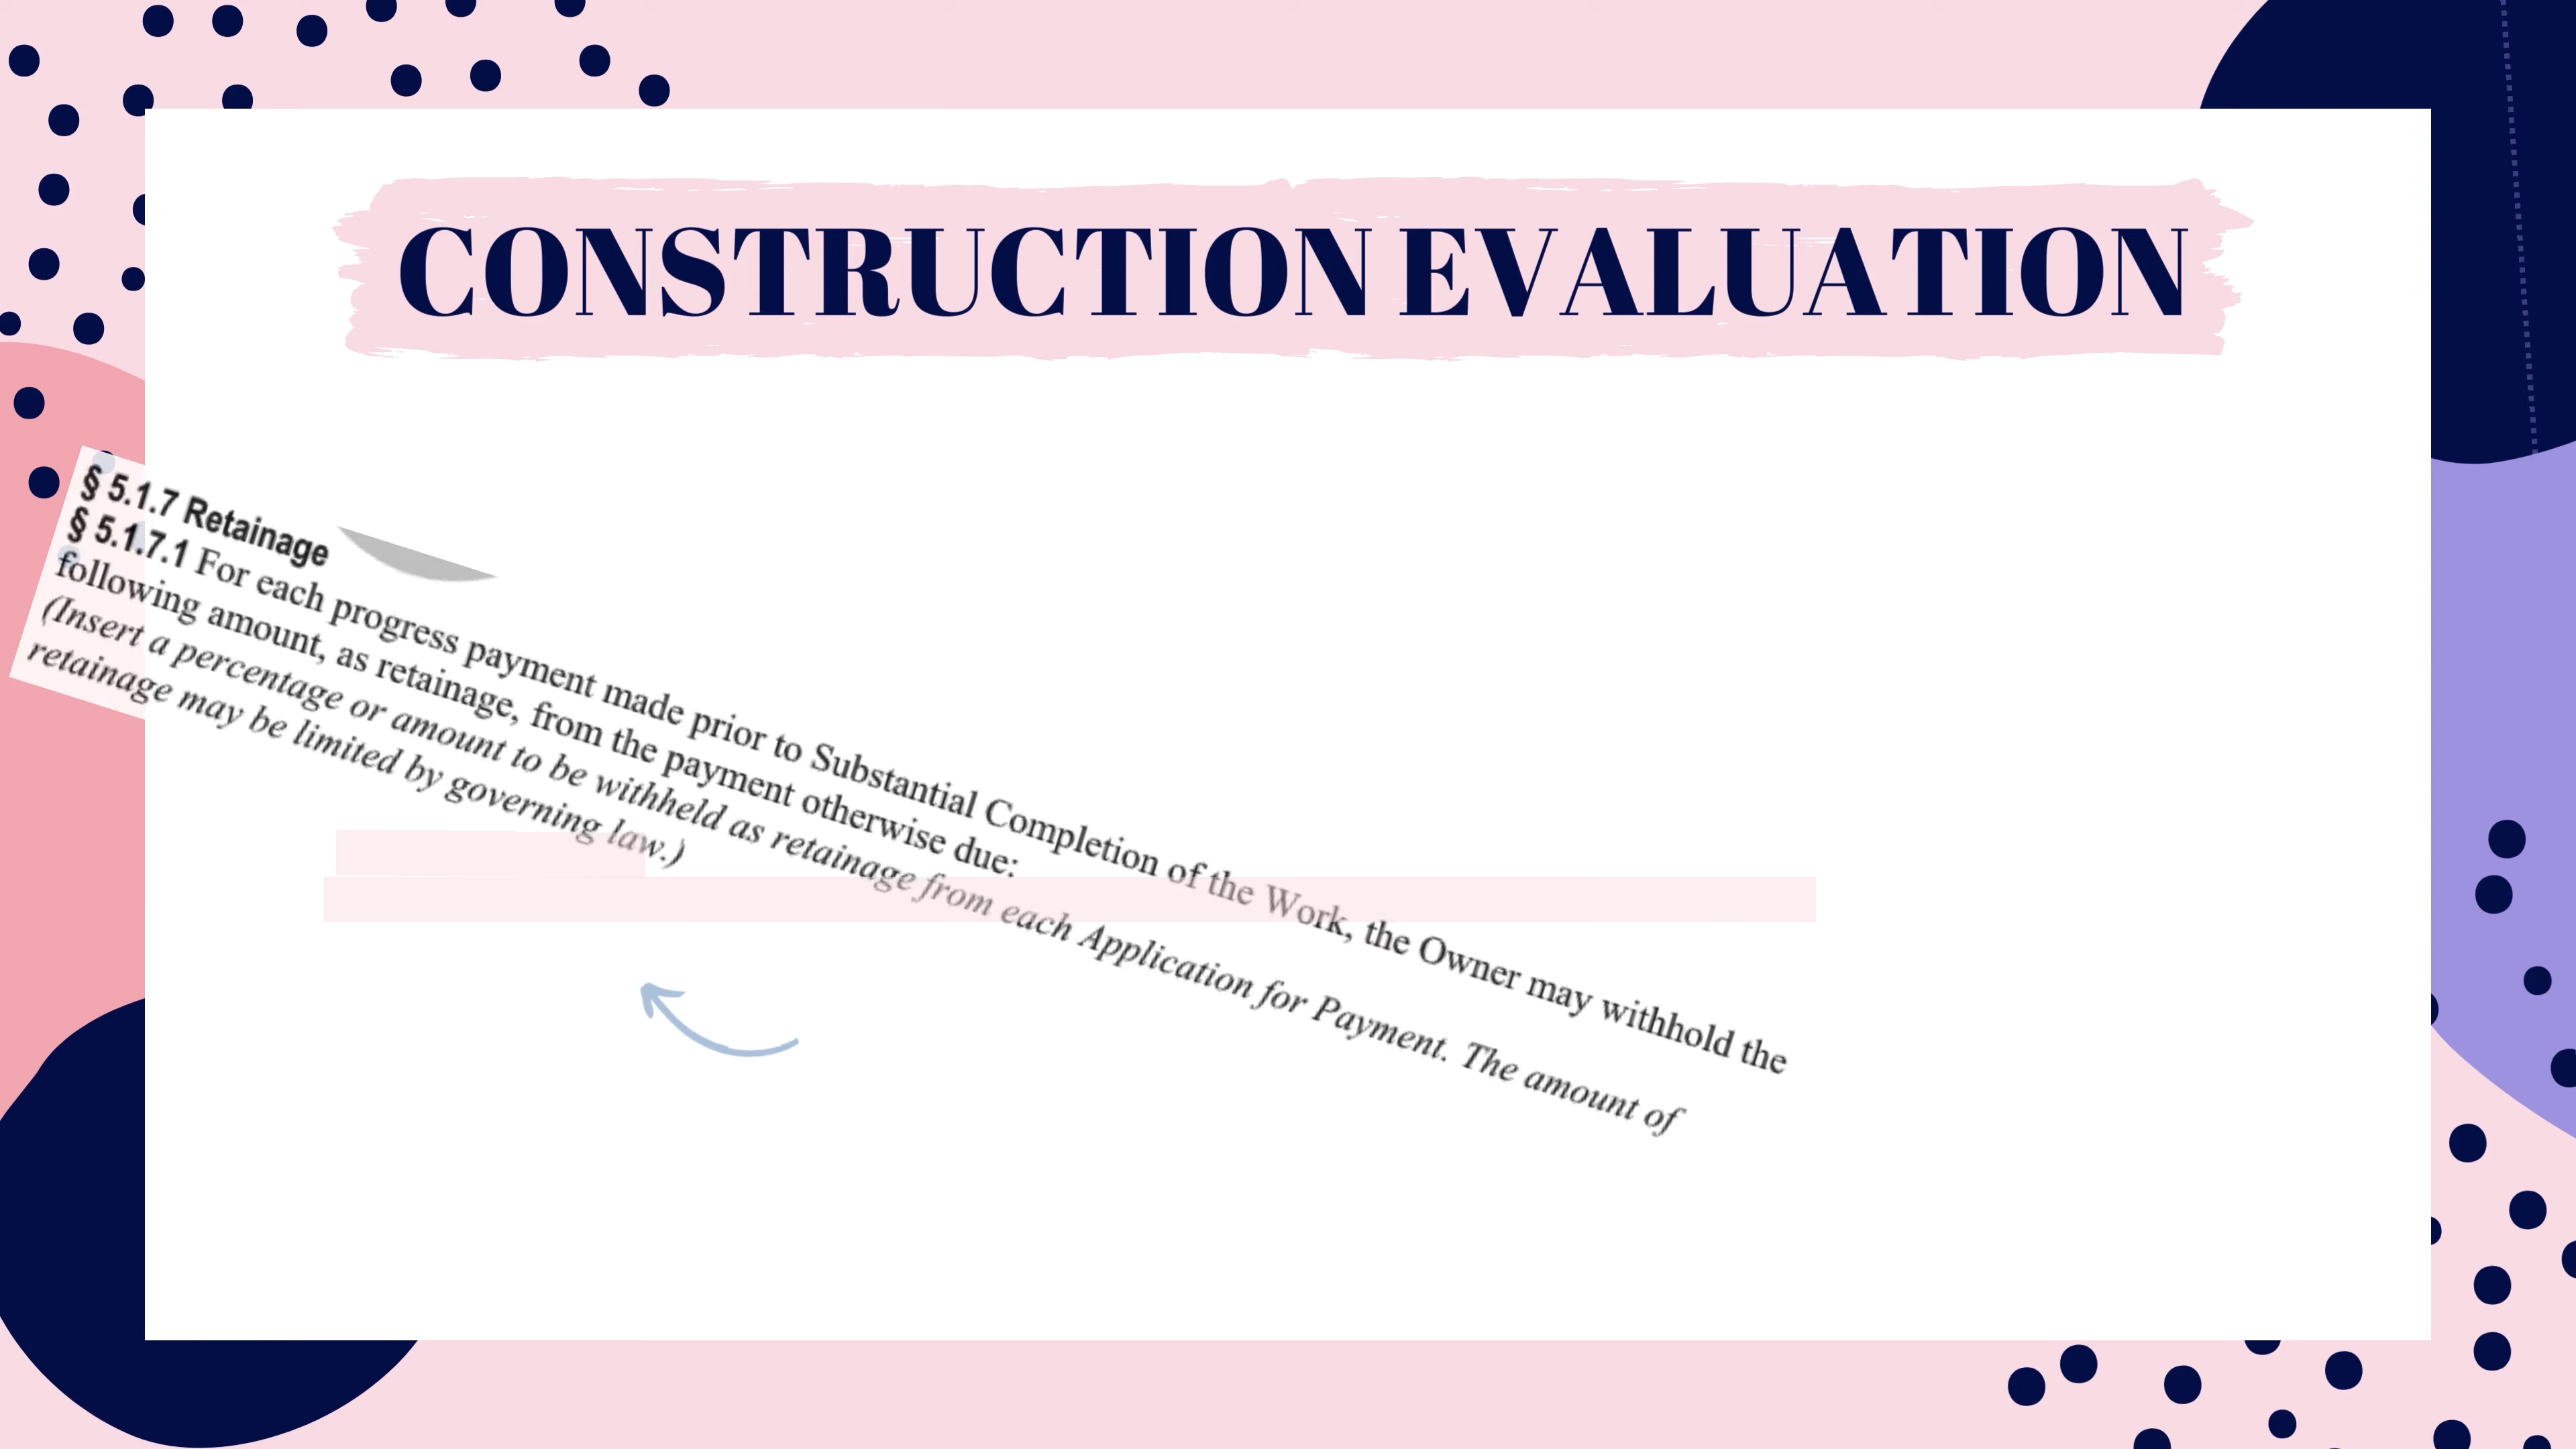 CONSTRUCTION EVALUATION
§ 5.1.7 Retainage
§ 5.1.7.1 For each progress payment made prior to Substantial Completion of the Work, the Owner may withhold the
following amount, as retainage, from the payment otherwise due:
(Insert a percentage or amount to be withheld as retainage from each Application for Payment. The amount of
retainage may be limited by governing law.)